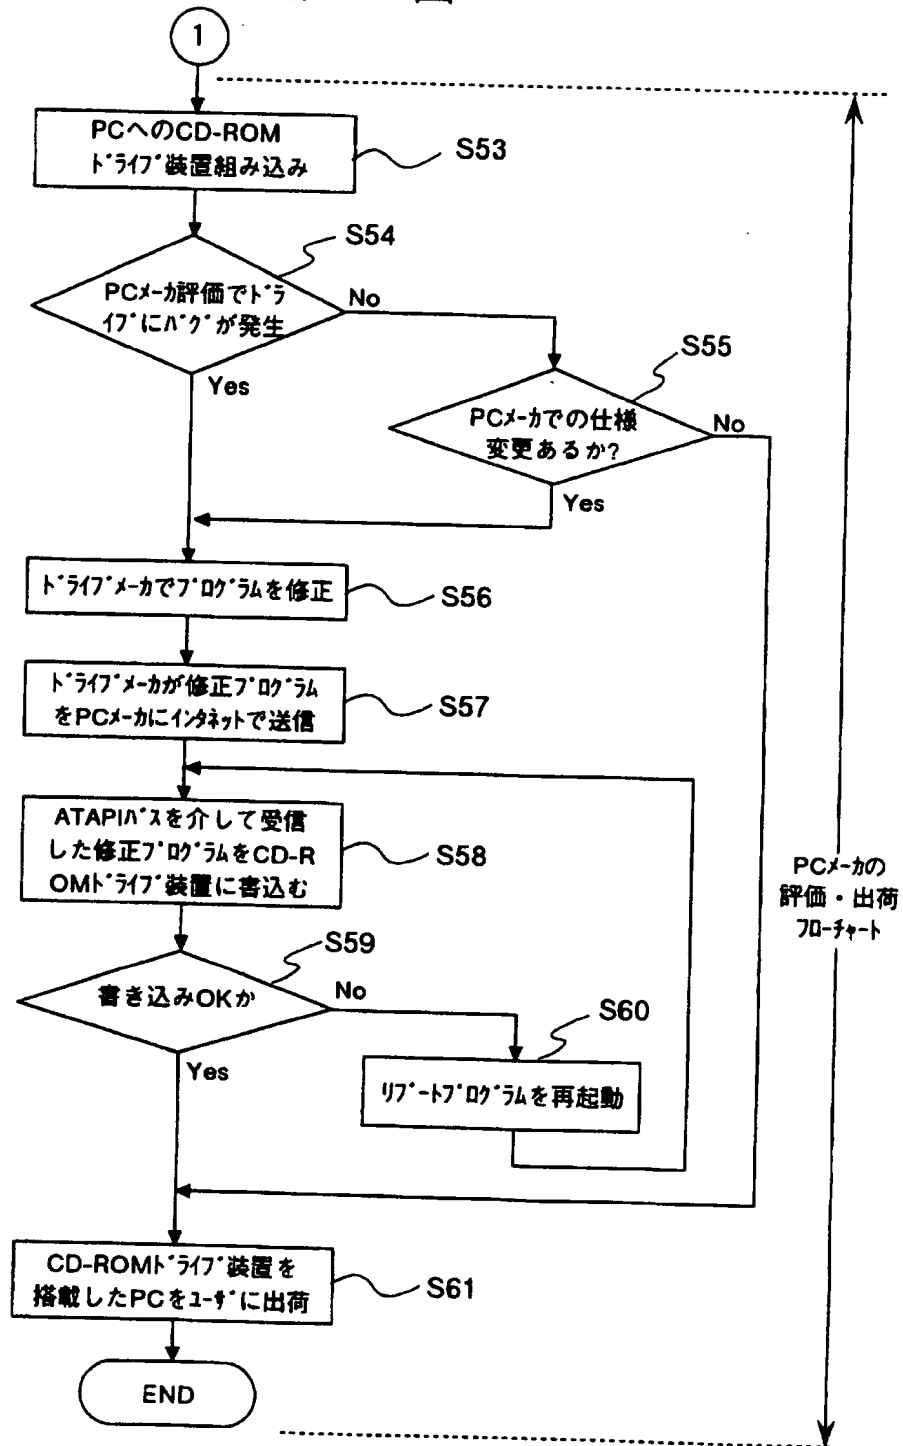 1
PCへのCD-ROM
ﾄﾞﾗｲﾌﾞ装置組み込み
S53
S54
PCﾒｰｶ評価でﾄﾞﾗ
ｲﾌﾞにﾊﾞｸﾞが発生
No
Yes
S55
PCﾒｰｶでの仕様
変更あるか?
No
Yes
ﾄﾞﾗｲﾌﾞﾒｰｶでﾌﾟﾛｸﾞﾗﾑを修正
S56
ﾄﾞﾗｲﾌﾞﾒｰｶが修正ﾌﾟﾛｸﾞﾗﾑ
をPCﾒｰｶにｲﾝﾀﾈｯﾄで送信
S57
ATAPIﾊﾞｽを介して受信
した修正ﾌﾟﾛｸﾞﾗﾑをCD-R
OMﾄﾞﾗｲﾌﾞ装置に書込む
S58
PCﾒｰｶの
評価・出荷
ﾌﾛｰﾁｬｰﾄ
S59
書き込みOKか
No
Yes
S60
ﾘﾌﾞｰﾄﾌﾟﾛｸﾞﾗﾑを再起動
CD-ROMﾄﾞﾗｲﾌﾞ装置を
搭載したPCをﾕｰｻﾞに出荷
S61
END